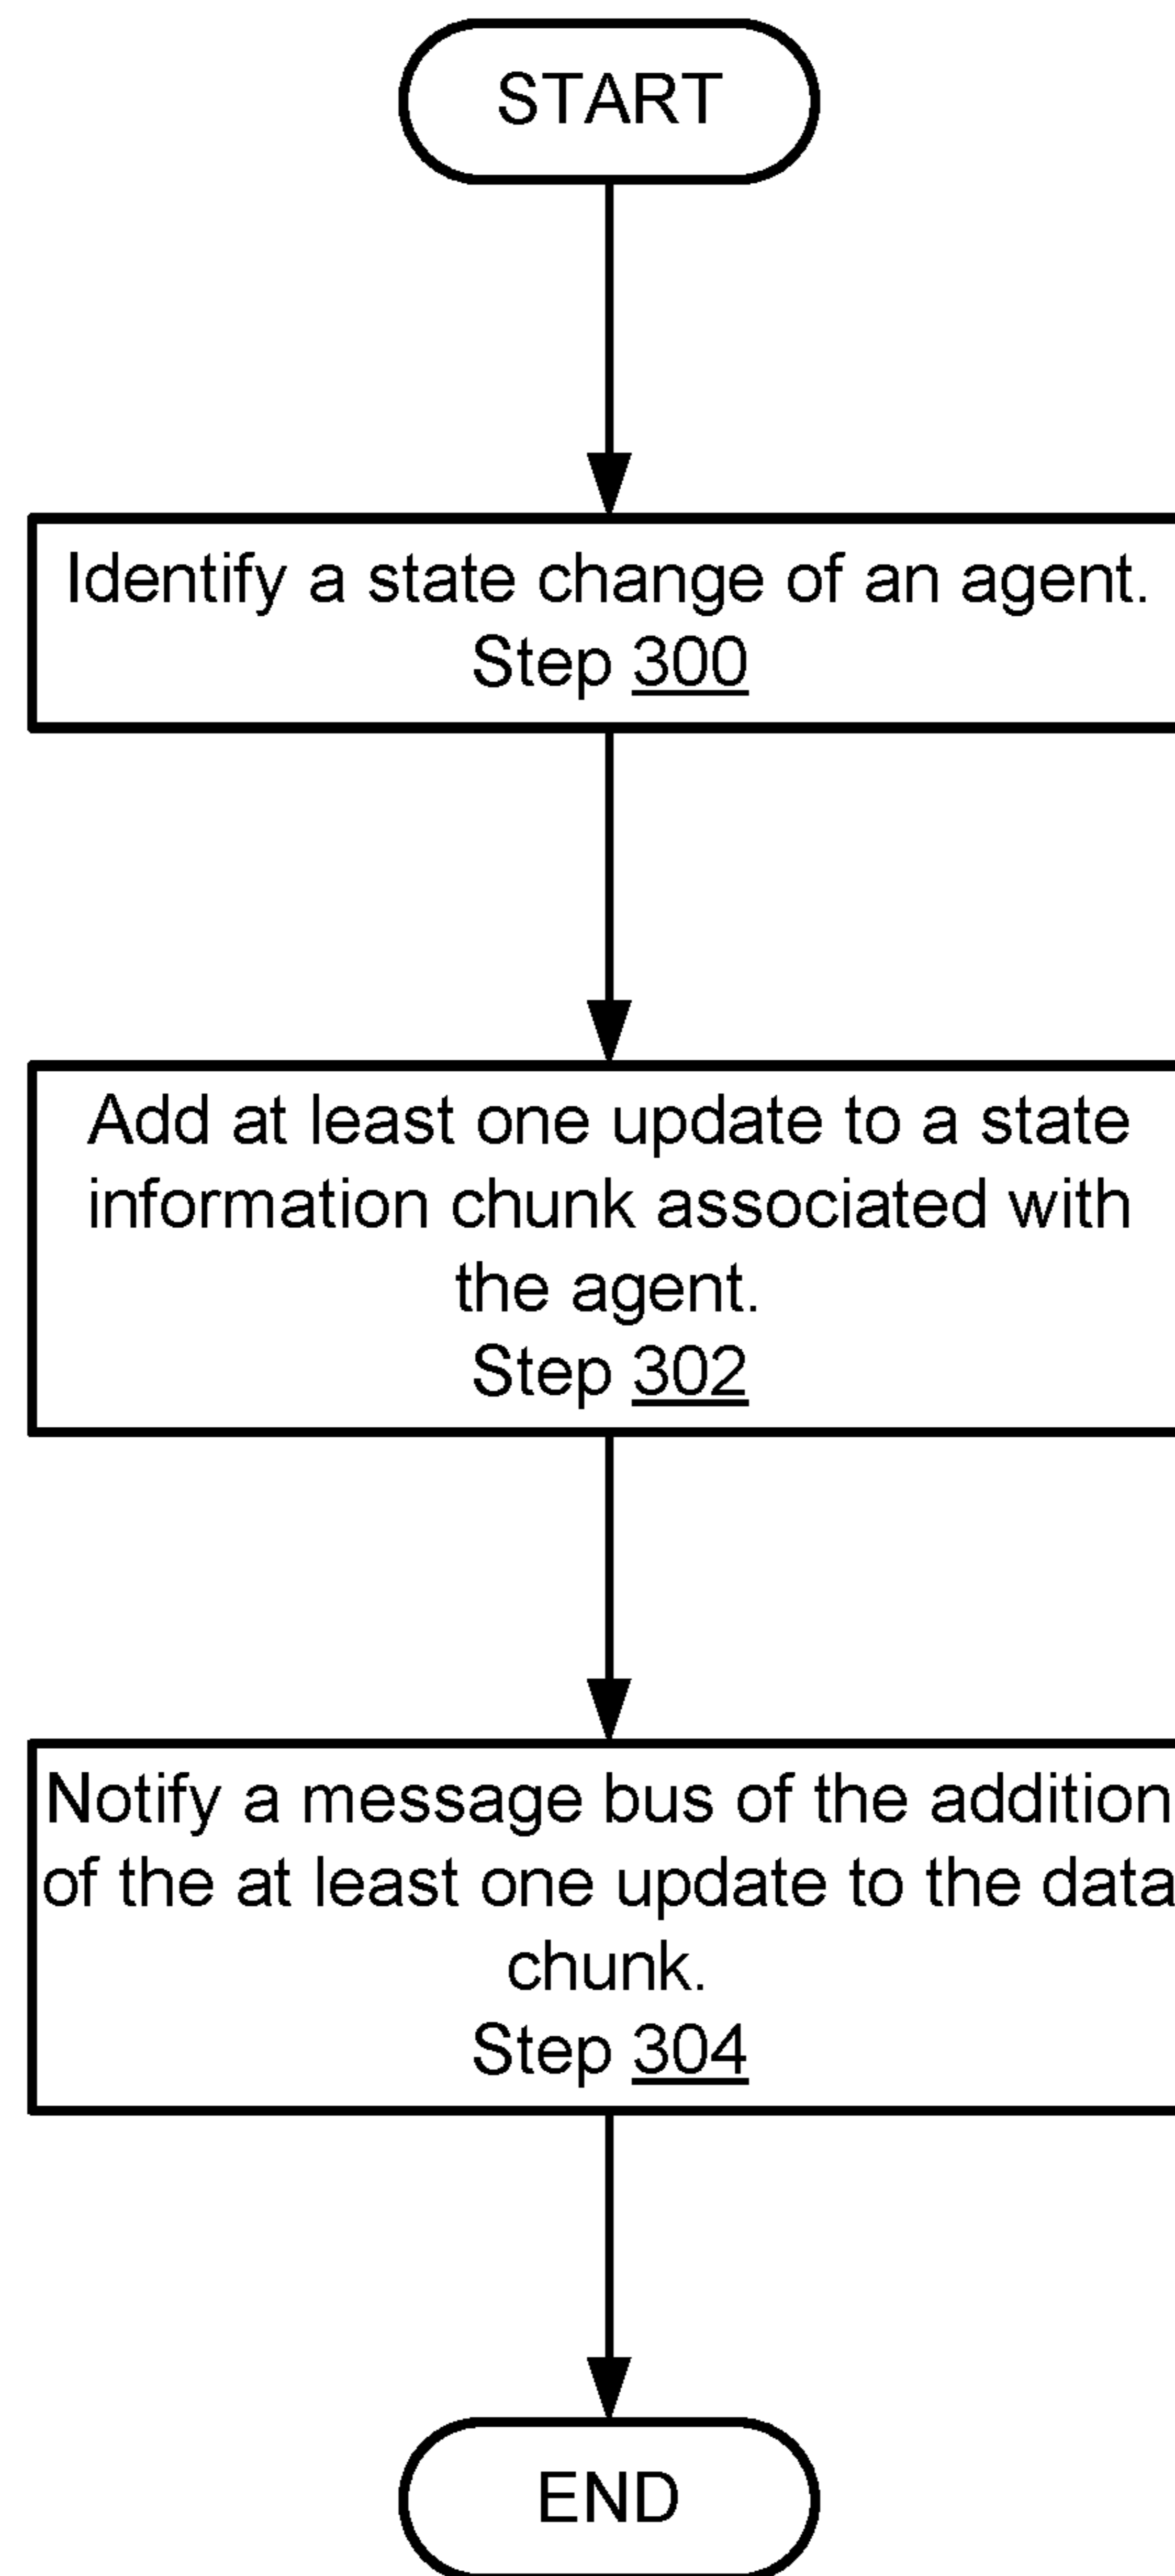 START
Identify a state change of an agent.
Step 300
Add at least one update to a state
information chunk associated with
the agent.
Step 302
Notify a message bus of the addition
of the at least one update to the data
chunk.
Step 304
END